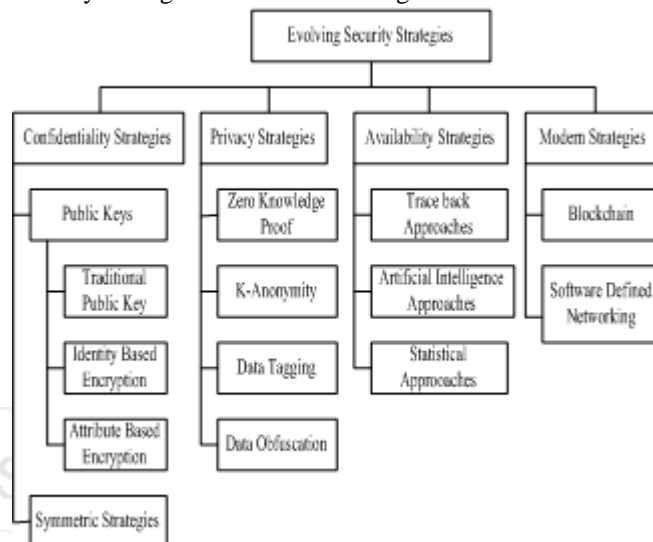 Evolving Security Strategies
Confidentiality Strategies
Public Keys
Traditional
Public Key
Identity Based
Encryption
Attribute Based
Encryption
Symmetric Strategies
Privacy Strategies
Zero Knowledge
Proof
K-Anonymity
Data Tagging
Data Obfuscation
Availability Strategies
Trace back
Approaches
Artificial Intelligence
Approaches
Statistical
Approoaches
Modern Strategies
Blockchain
Software Defined
Networking